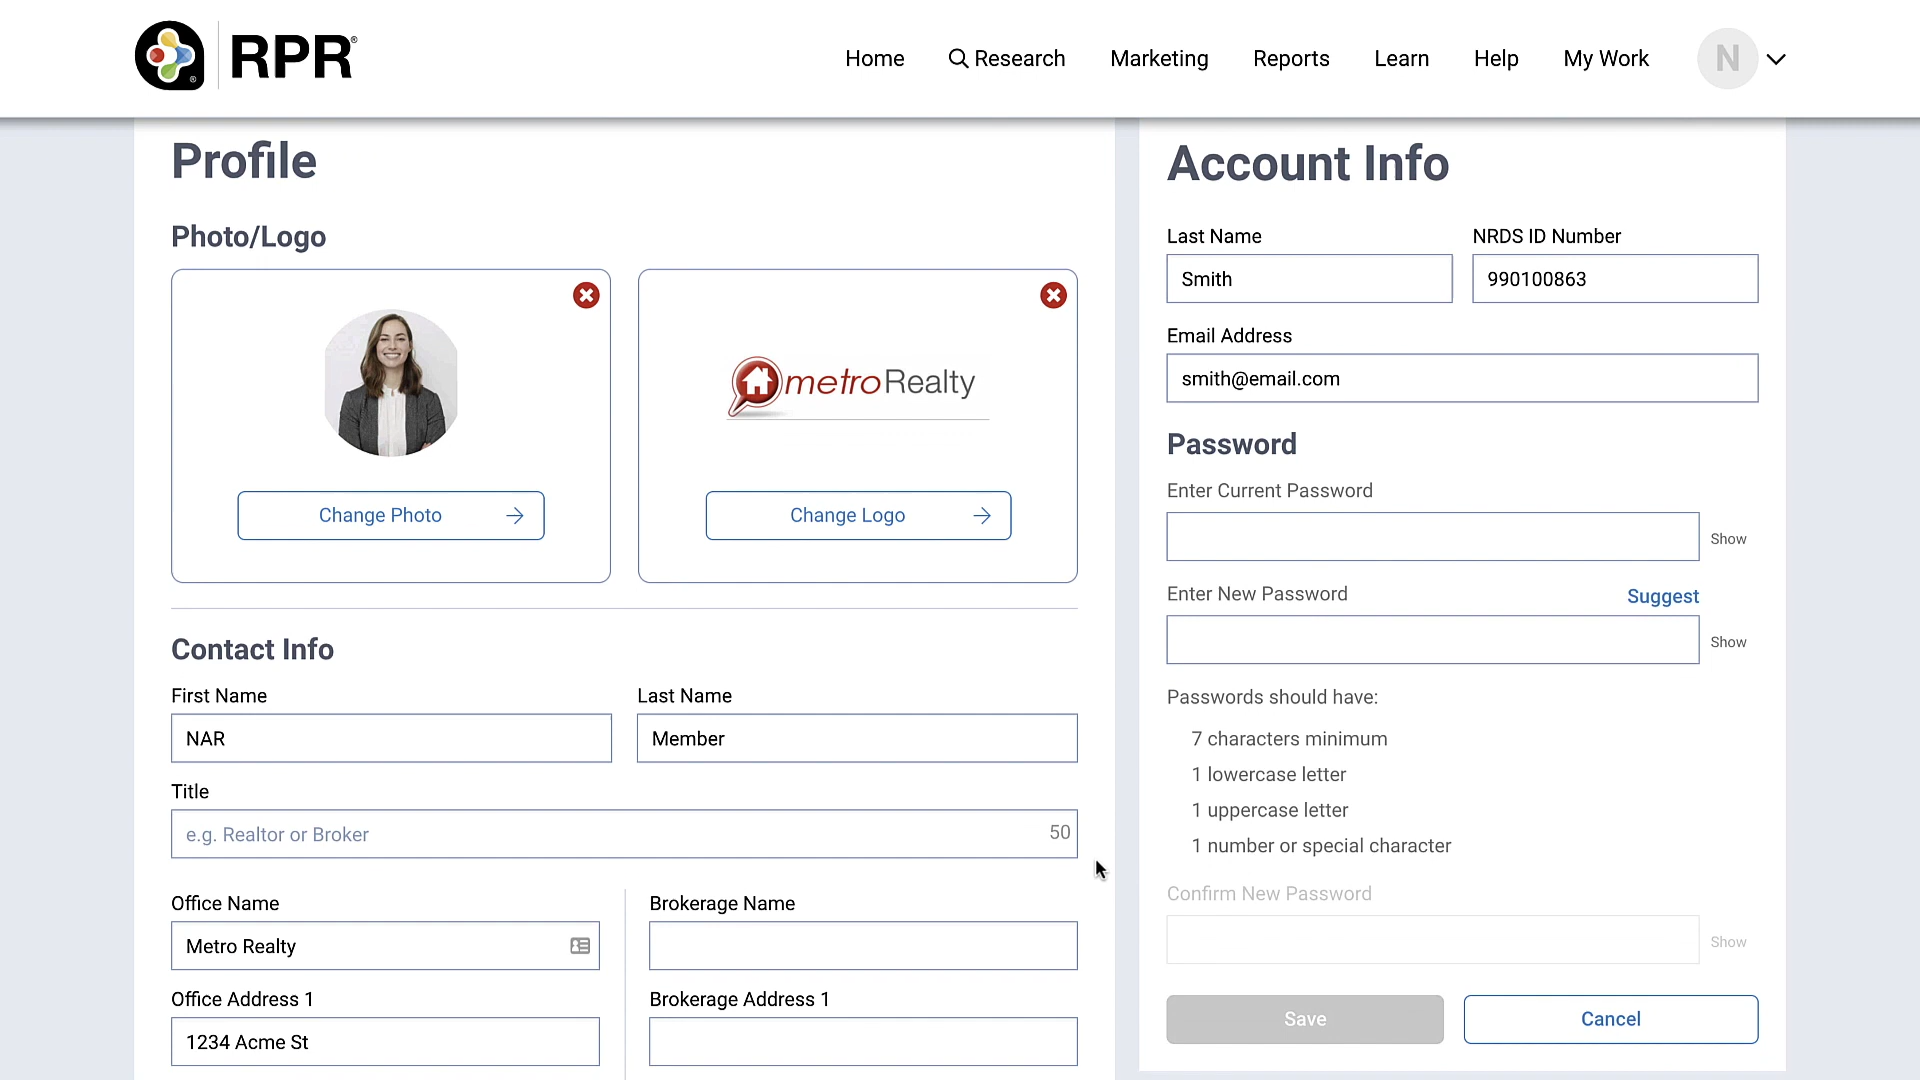 RPR®
Home
Research
Marketing
Reports
Learn
Help
My Work
N
Profile
Photo/Logo
metroRealty
Change Photo
Change Logo
Contact Info
First Name
Last Name
NAR
Member
Title
e.g. Realtor or Broker
50
Office Name
Brokerage Name
Metro Realty
Office Address 1
Brokerage Address 1
1234 Acme St
Account Info
Last Name
NRDS ID Number
Smith
990100863
Email Address
smith@email.com
Password
Enter Current Password
Show
Enter New Password
Suggest
Show
Passwords should have:
7 characters minimum
1 lowercase letter
1 uppercase letter
1 number or special character
Confirm New Password
Show
Save
Cancel